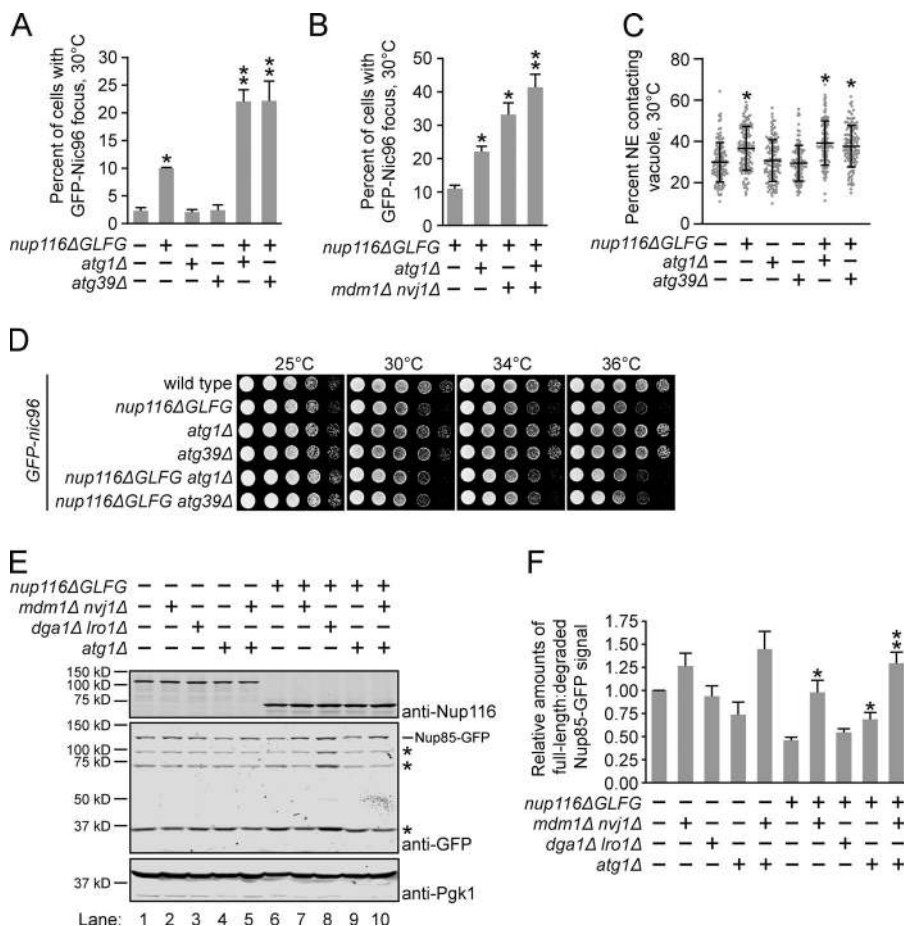 A
Percent of cells with
GFP-Nic96 focus, 30°C
30
25
20
15
10
5
0
*
**
**
nup116ΔGLFG – + – – + +
atg1Δ – – + – + –
atg39Δ – – – + – +
B
Percent of cells with
GFP-Nic96 focus, 30°C
50
40
30
20
10
0
*
*
**
nup116ΔGLFG + + + +
atg1Δ – + – +
mdm1Δ nvj1Δ – – + +
C
Percent NE contacting
vacuole, 30°C
80
60
40
20
0
*
*
*
nup116ΔGLFG – + – – + +
atg1Δ – – + – + –
atg39Δ – – – + – +
D
25°C 30°C 34°C 36°C
GFP-nic96
wild type
nup116ΔGLFG
atg1Δ
atg39Δ
nup116ΔGLFG atg1Δ
nup116ΔGLFG atg39Δ
E
nup116ΔGLFG – – – – – + + + + +
mdm1Δ nvj1Δ – + – – + – + – – +
dga1Δ lro1Δ – – + – – – – + – –
atg1Δ – – – + + – – – + +
150 kD
100 kD
75 kD
anti-Nup116
150 kD
Nup85-GFP
100 kD
*
75 kD
*
50 kD
37 kD
*
anti-GFP
37 kD
anti-Pgk1
Lane: 1 2 3 4 5 6 7 8 9 10
F
Relative amounts of
full-length:degraded
Nup85-GFP signal
1.75
1.50
1.25
1.00
0.75
0.50
0.25
0.00
*
*
**
nup116ΔGLFG – – – – – + + + + +
mdm1Δ nvj1Δ – + – – + – + – – +
dga1Δ lro1Δ – – + – – – – + – –
atg1Δ – – – + + – – – + +